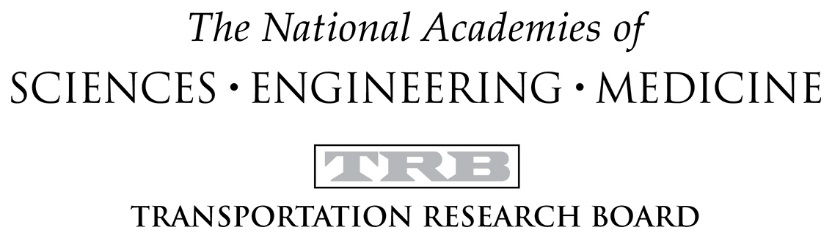 The National Academies of
SCIENCES · ENGINEERING · MEDICINE
TRB
TRANSPORTATION RESEARCH BOARD